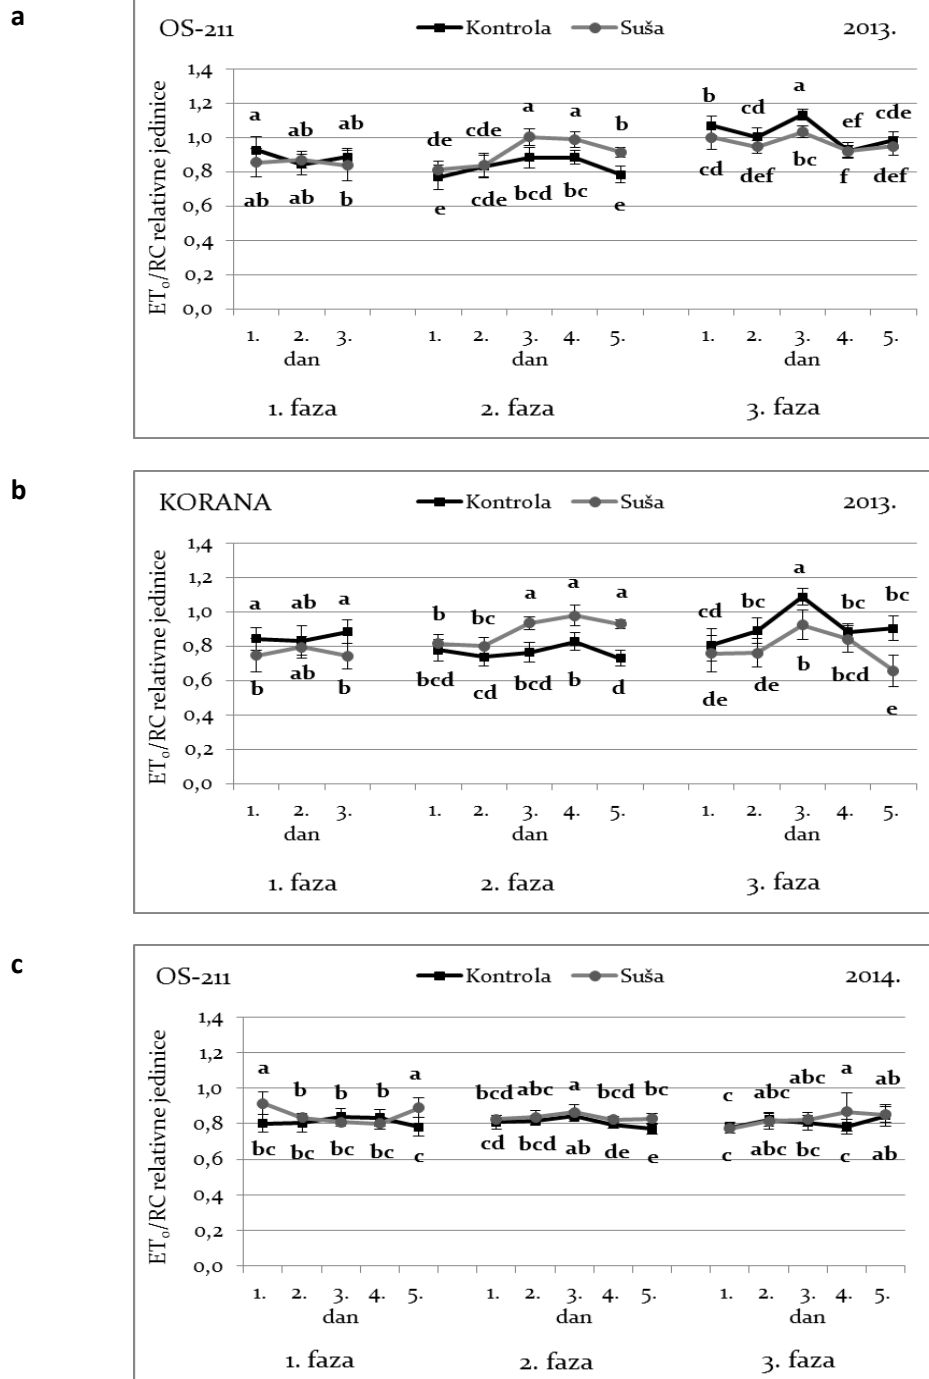 a
OS-211 Kontrola Suša 2013.
ET₀/RC relativne jedinice
1,4
1,2
1,0
0,8
0,6
0,4
0,2
0,0
a ab ab de cde a a b b cd a ef cde
ab ab b e cde bcd bc e cd def bc f def
1. 2. 3. 1. 2. 3. 4. 5. 1. 2. 3. 4. 5.
dan dan dan
1. faza 2. faza 3. faza
b
KORANA Kontrola Suša 2013.
ET₀/RC relativne jedinice
1,4
1,2
1,0
0,8
0,6
0,4
0,2
0,0
a ab a b bc a a a cd bc a bc bc
b ab b bcd cd bcd b d de de b bcd e
1. 2. 3. 1. 2. 3. 4. 5. 1. 2. 3. 4. 5.
dan dan dan
1. faza 2. faza 3. faza
c
OS-211 Kontrola Suša 2014.
ET₀/RC relativne jedinice
1,4
1,2
1,0
0,8
0,6
0,4
0,2
0,0
a b b b a bcd abc a bcd bc c abc abc a ab
bc bc bc bc c cd bcd ab de e c abc bc c ab
1. 2. 3. 4. 5. 1. 2. 3. 4. 5. 1. 2. 3. 4. 5.
dan dan dan
1. faza 2. faza 3. faza